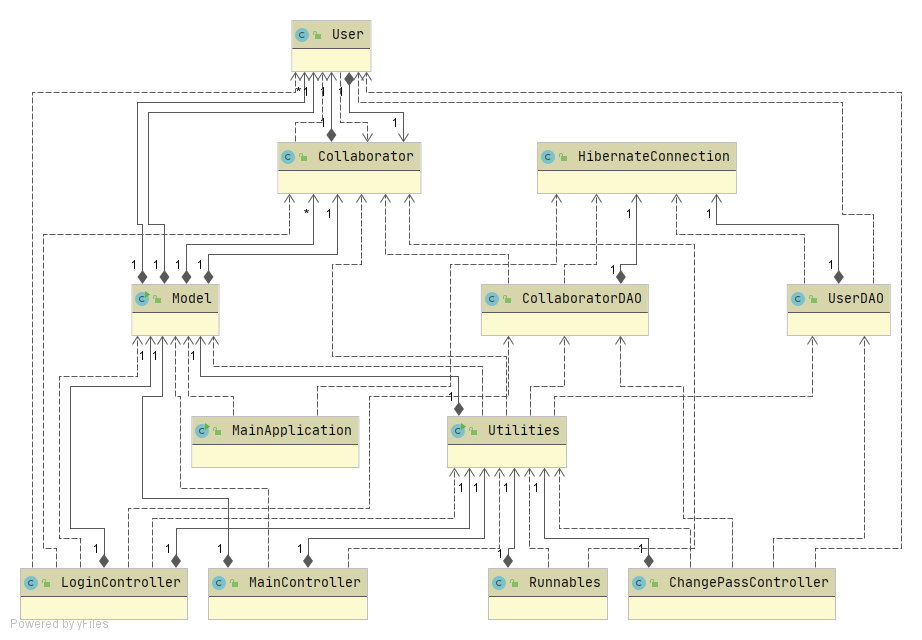 User
* 1 1 1
1 1
Collaborator
HibernateConnection
* 1 1 1
1 1 1 1 1 1
Model
CollaboratorDAO
UserDAO
1 1 1
1
MainApplication
Utilities
1 1 1 1
1 1 1 1 1 1
LoginController
MainController
Runnables
ChangePassController
Powered by yFiles